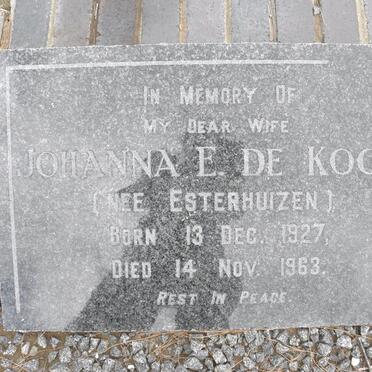 In Memory Of
My Dear Wife
JOHANNA E. DE KOC
(NEE ESTERHUIZEN).
Born 13 Dec. 1927,
Died 14 Nov. 1963.
Rest In Peace.